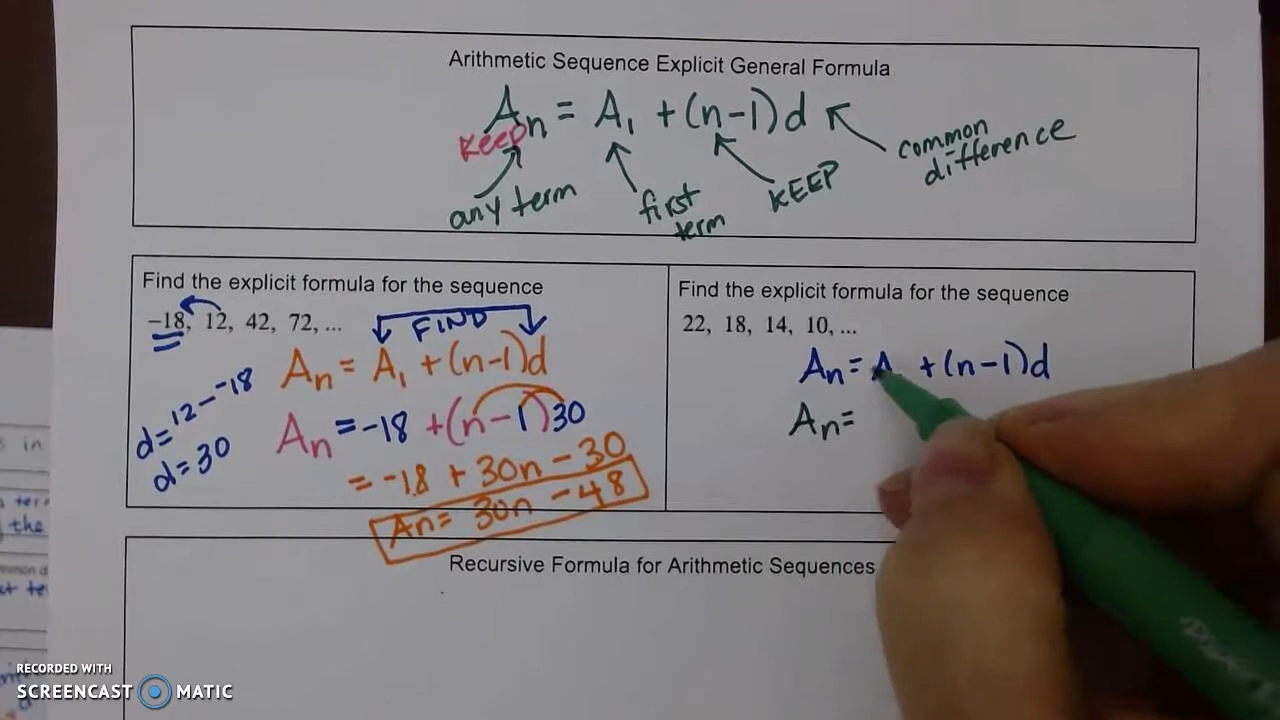 Arithmetic Sequence Explicit General Formula
An = A1 + (n-1)d
Keep
any term
first term
KEEP
common difference
Find the explicit formula for the sequence
-18, 12, 42, 72, ...
FIND
An = A1 + (n-1)d
d=12--18
An = -18 + (n-1)30
d=30
= -18 + 30n - 30
An= 30n - 48
Find the explicit formula for the sequence
22, 18, 14, 10, ...
An = A + (n-1)d
An =
Recursive Formula for Arithmetic Sequences
s in
the
RECORDED WITH
SCREENCAST MATIC